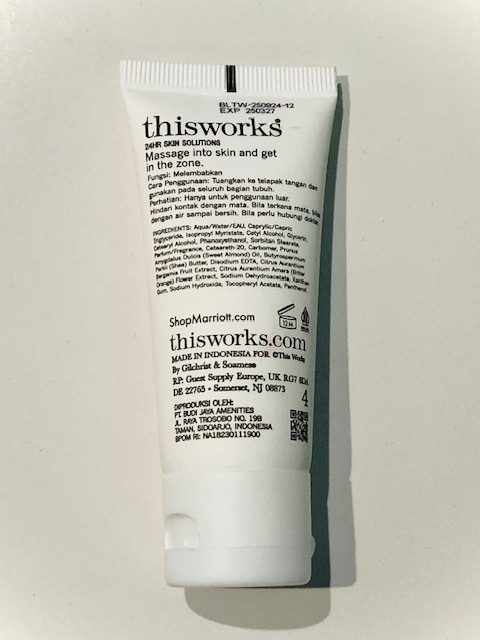 BLTW-250924-12
EXP 250327
thisworks®
24HR SKIN SOLUTIONS
Massage into skin and get
in the zone.
Fungsi: Melembabkan
Cara Penggunaan: Tuangkan ke telapak tangan dan
gunakan pada seluruh bagian tubuh.
Perhatian: Hanya untuk penggunaan luar.
Hindari kontak dengan mata. Bila terkena mata, bilas
dengan air sampai bersih. Bila perlu hubungi dokter.
INGREDIENTS: Aqua/Water/EAU, Caprylic/Capric
Triglyceride, Isopropyl Myristate, Cetyl Alcohol, Glycerin,
Cetearyl Alcohol, Phenoxyethanol, Sorbitan Stearate,
Parfum/Fragrance, Ceteareth-20, Carbomer, Prunus
Amygdalus Dulcis (Sweet Almond) Oil, Butyrospermum
Parkii (Shea) Butter, Disodium EDTA, Citrus Aurantium
Bergamia Fruit Extract, Citrus Aurantium Amara (Bitter
Orange) Flower Extract, Sodium Dehydroacetate, Xanthan
Gum, Sodium Hydroxide, Tocopheryl Acetate, Panthenol
ShopMarriott.com
12 M
thisworks.com
MADE IN INDONESIA FOR ©This Works
By Gilchrist & Soames®
RP: Guest Supply Europe, UK RG7 8DA
DE 22765 • Somerset, NJ 08873
4
DIPRODUKSI OLEH:
PT. BUDI JAYA AMENITIES
JL. RAYA TROSOBO NO. 19B
TAMAN, SIDOARJO, INDONESIA
BPOM RI: NA18230111900